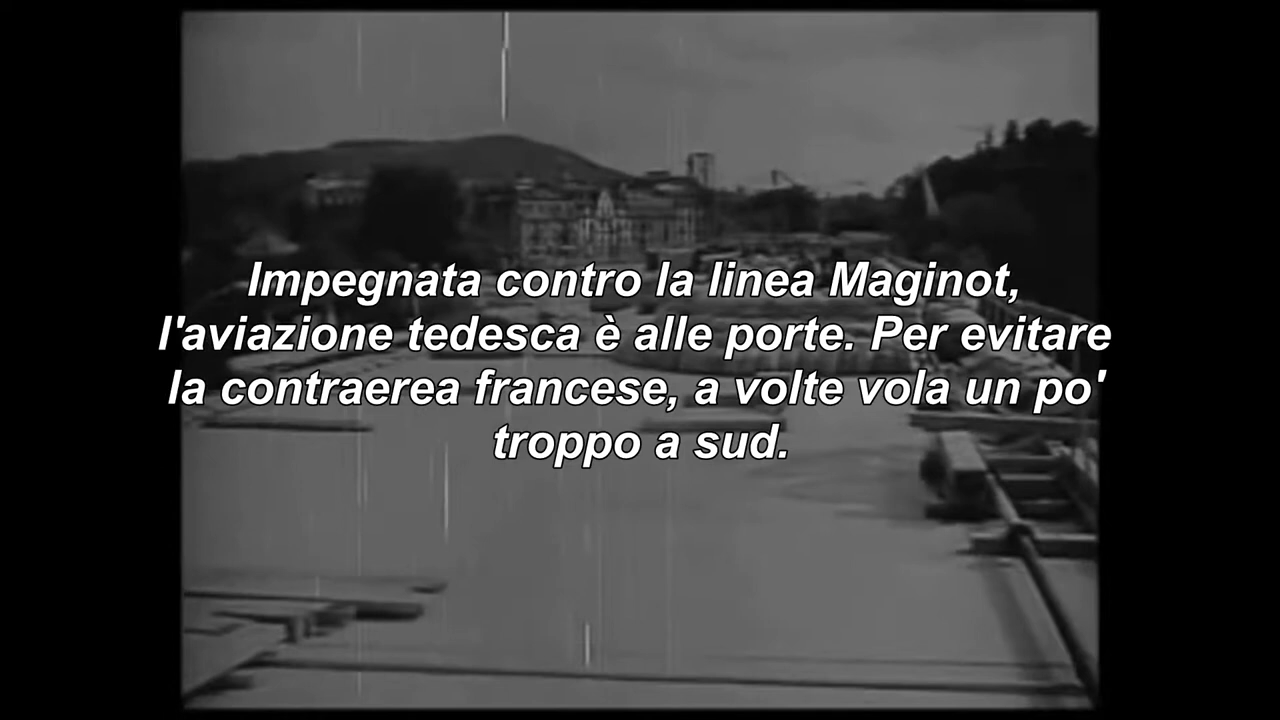 Impegnata contro la linea Maginot,
l'aviazione tedesca è alle porte. Per evitare
la contraerea francese, a volte vola un po'
troppo a sud.